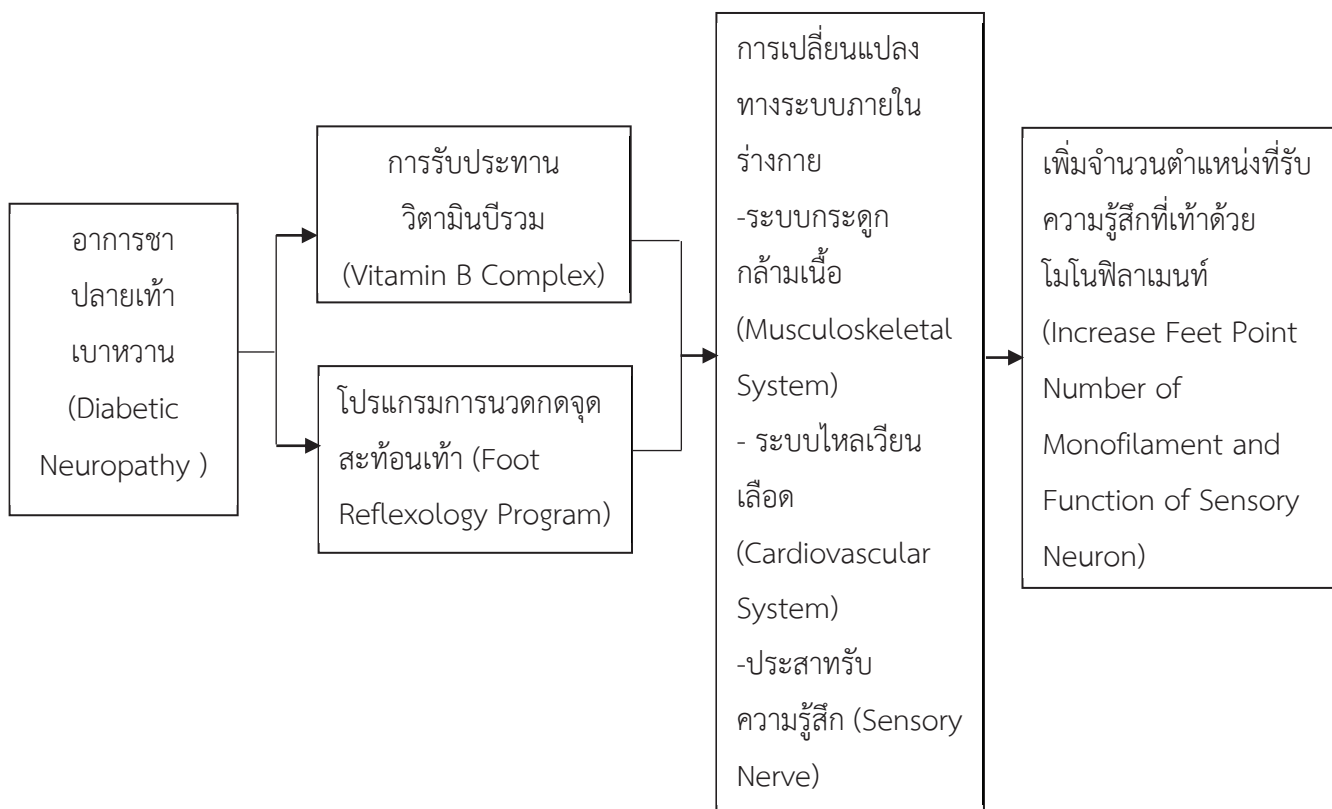 อาการชา
ปลายเท้า
เบาหวาน
(Diabetic
Neuropathy )
การรับประทาน
วิตามินบีรวม
(Vitamin B Complex)
โปรแกรมการนวดกดจุด
สะท้อนเท้า (Foot
Reflexology Program)
การเปลี่ยนแปลง
ทางระบบภายใน
ร่างกาย
-ระบบกระดูก
กล้ามเนื้อ
(Musculoskeletal
System)
- ระบบไหลเวียน
เลือด
(Cardiovascular
System)
-ประสาทรับ
ความรู้สึก (Sensory
Nerve)
เพิ่มจำนวนตำแหน่งที่รับ
ความรู้สึกที่เท้าด้วย
โมโนฟิลาเมนท์
(Increase Feet Point
Number of
Monofilament and
Function of Sensory
Neuron)